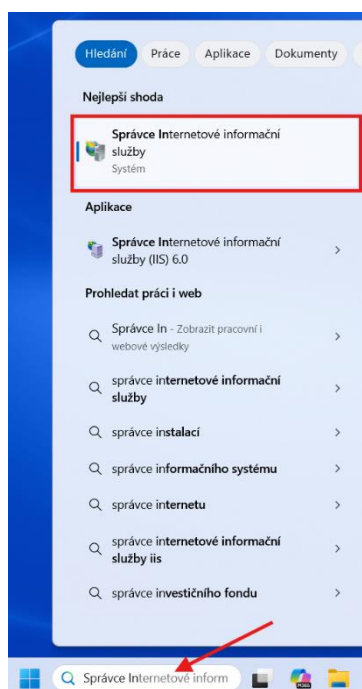 Hledání Práce Aplikace Dokumenty
Nejlepší shoda
Správce Internetové informační
služby
Systém
Aplikace
Správce Internetové informační
služby (IIS) 6.0
Prohledat práci i web
Správce In - Zobrazit pracovní i
webové výsledky
správce internetové informační
služby
správce instalací
správce informačního systému
správce internetu
správce internetové informační
služby iis
správce investičního fondu
Správce Internetové inform
M365